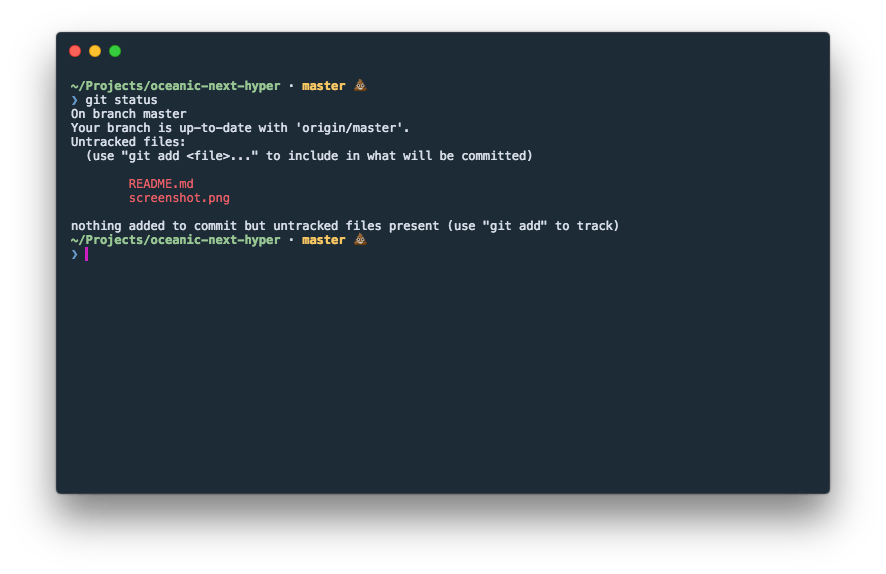 ~/Projects/oceanic-next-hyper · master 💩
❯ git status
On branch master
Your branch is up-to-date with 'origin/master'.
Untracked files:
  (use "git add <file>..." to include in what will be committed)

        README.md
        screenshot.png

nothing added to commit but untracked files present (use "git add" to track)
~/Projects/oceanic-next-hyper · master 💩
❯